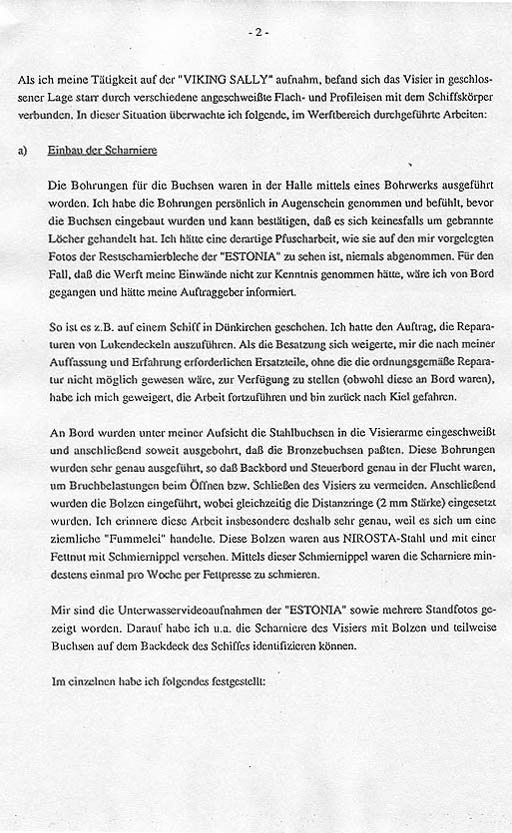 - 2 -
Als ich meine Tätigkeit auf der "VIKING SALLY" aufnahm, befand sich das Visier in geschlos-
sener Lage starr durch verschiedene angeschweißte Flach- und Profileisen mit dem Schiffskörper
verbunden. In dieser Situation überwachte ich folgende, im Werftbereich durchgeführte Arbeiten:
a) Einbau der Scharniere
Die Bohrungen für die Buchsen waren in der Halle mittels eines Bohrwerks ausgeführt
worden. Ich habe die Bohrungen persönlich in Augenschein genommen und befühlt, bevor
die Buchsen eingebaut wurden und kann bestätigen, daß es sich keinesfalls um gebrannte
Löcher gehandelt hat. Ich hätte eine derartige Pfuscharbeit, wie sie auf den mir vorgelegten
Fotos der Restscharnierbleche der "ESTONIA" zu sehen ist, niemals abgenommen. Für den
Fall, daß die Werft meine Einwände nicht zur Kenntnis genommen hätte, wäre ich von Bord
gegangen und hätte meine Auftraggeber informiert.
So ist es z.B. auf einem Schiff in Dünkirchen geschehen. Ich hatte den Auftrag, die Repara-
turen von Lukendeckeln auszuführen. Als die Besatzung sich weigerte, mir die nach meiner
Auffassung und Erfahrung erforderlichen Ersatzteile, ohne die die ordnungsgemäße Repara-
tur nicht möglich gewesen wäre, zur Verfügung zu stellen (obwohl diese an Bord waren),
habe ich mich geweigert, die Arbeit fortzuführen und bin zurück nach Kiel gefahren.
An Bord wurden unter meiner Aufsicht die Stahlbuchsen in die Visierarme eingeschweißt
und anschließend soweit ausgebohrt, daß die Bronzebuchsen paßten. Diese Bohrungen
wurden sehr genau ausgeführt, so daß Backbord und Steuerbord genau in der Flucht waren,
um Bruchbelastungen beim Öffnen bzw. Schließen des Visiers zu vermeiden. Anschließend
wurden die Bolzen eingeführt, wobei gleichzeitig die Distanzringe (2 mm Stärke) eingesetzt
wurden. Ich erinnere diese Arbeit insbesondere deshalb sehr genau, weil es sich um eine
ziemliche "Fummelei" handelte. Diese Bolzen waren aus NIROSTA-Stahl und mit einer
Fettnut mit Schmiernippel versehen. Mittels dieser Schmiernippel waren die Scharniere min-
destens einmal pro Woche per Fettpresse zu schmieren.
Mir sind die Unterwasservideoaufnahmen der "ESTONIA" sowie mehrere Standfotos ge-
zeigt worden. Darauf habe ich u.a. die Scharniere des Visiers mit Bolzen und teilweise
Buchsen auf dem Backdeck des Schiffes identifizieren können.
Im einzelnen habe ich folgendes festgestellt: